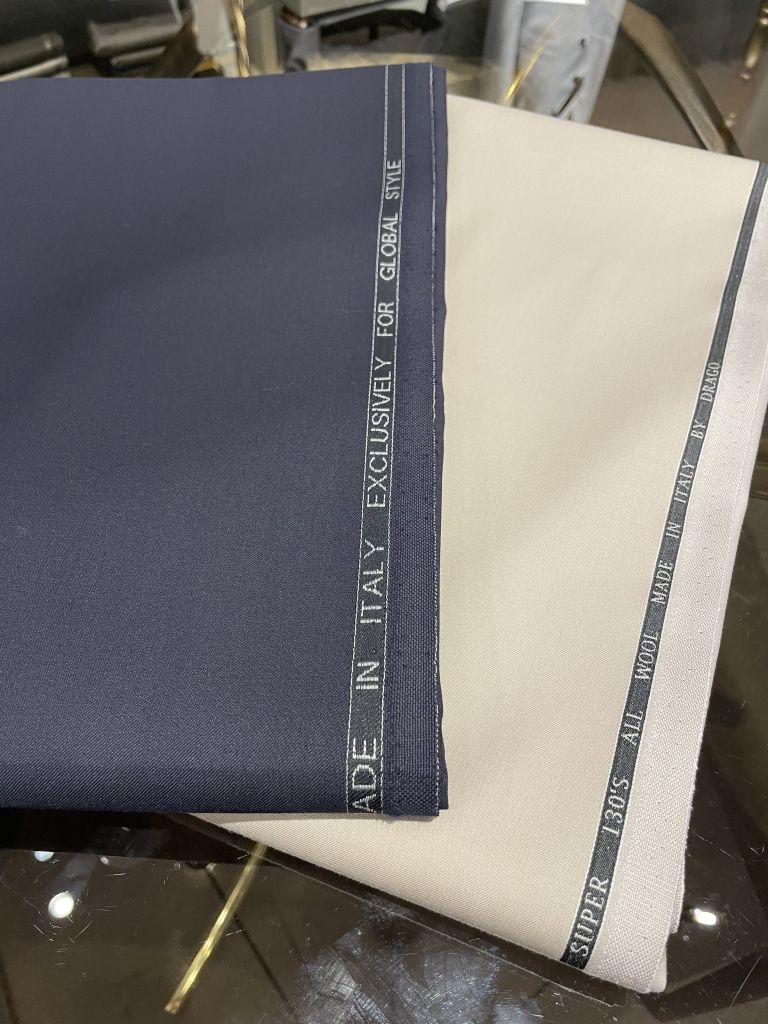 ADE IN ITALY EXCLUSIVELY FOR GLOBAL STYLE
SUPER 130'S ALL WOOL MADE IN ITALY BY DRAGO